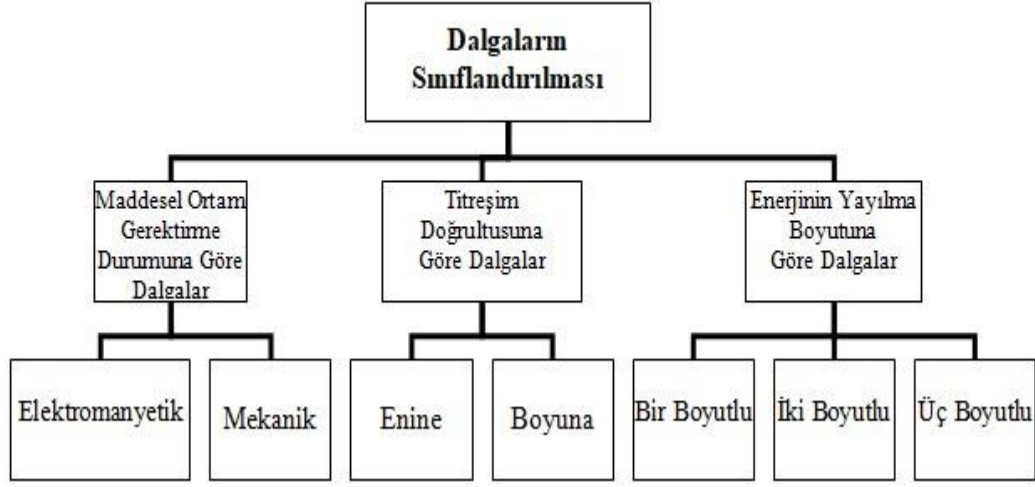 Dalgaların
Sınıflandırılması
Maddesel Ortam
Gerektirme
Durumuna Göre
Dalgalar
Titreşim
Doğrultusuna
Göre Dalgalar
Enerjinin Yayılma
Boyutuna
Göre Dalgalar
Elektromanyetik
Mekanik
Enine
Boyuna
Bir Boyutlu
İki Boyutlu
Üç Boyutlu